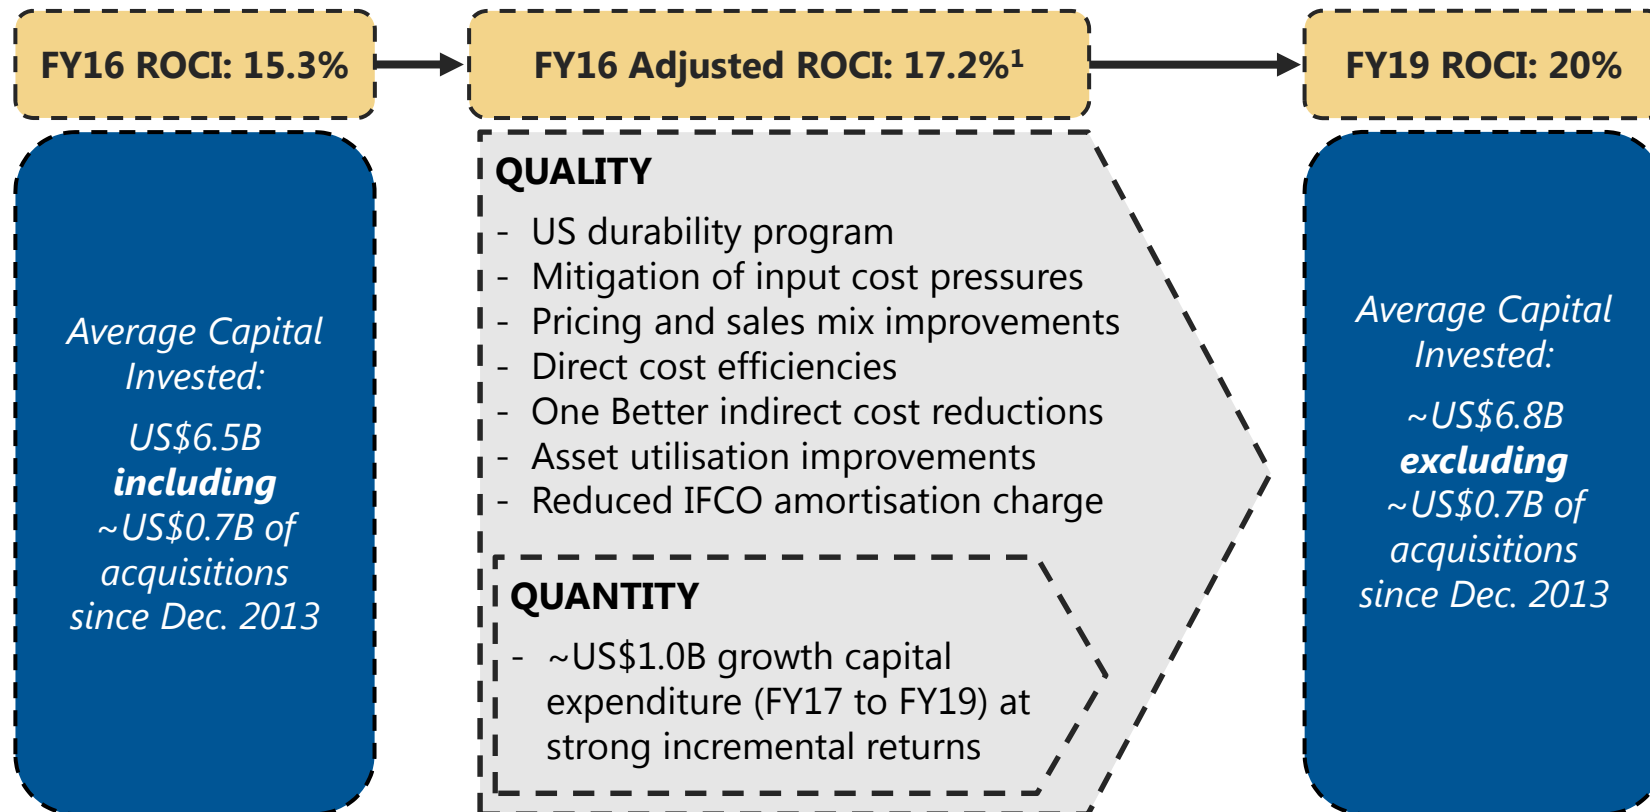 FY16 ROCI: 15.3%
FY16 Adjusted ROCI: 17.2%¹
FY19 ROCI: 20%
Average Capital
Invested:
US$6.5B
including
~US$0.7B of
acquisitions
since Dec. 2013
QUALITY
- US durability program
- Mitigation of input cost pressures
- Pricing and sales mix improvements
- Direct cost efficiencies
- One Better indirect cost reductions
- Asset utilisation improvements
- Reduced IFCO amortisation charge
QUANTITY
- ~US$1.0B growth capital
expenditure (FY17 to FY19) at
strong incremental returns
Average Capital
Invested:
~US$6.8B
excluding
~US$0.7B of
acquisitions
since Dec. 2013